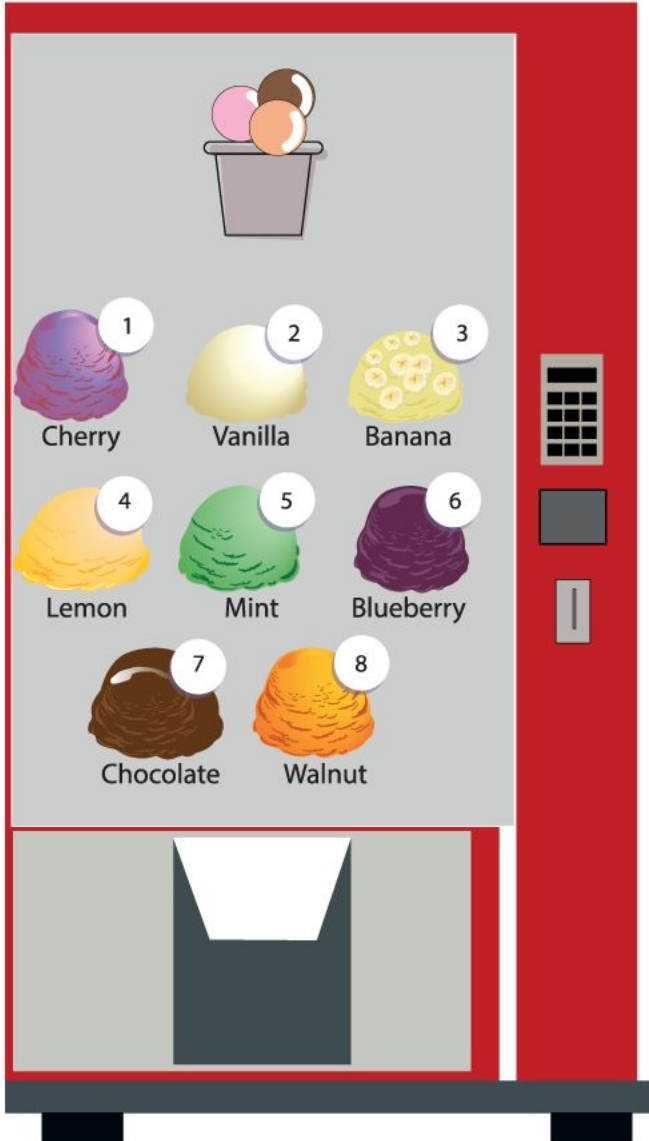 1 2 3
Cherry Vanilla Banana
4 5 6
Lemon Mint Blueberry
7 8
Chocolate Walnut